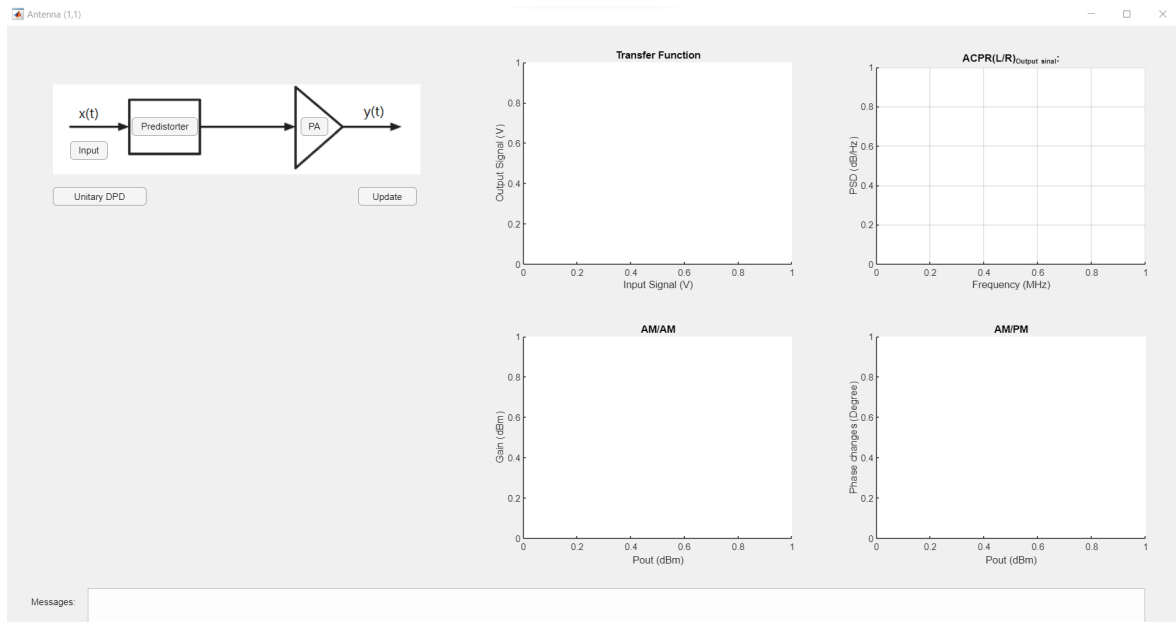 Antenna (1,1)
x(t)
Predistorter
PA
y(t)
Input
Unitary DPD
Update
Transfer Function
1
0.8
0.6
0.4
0.2
0
Output Signal (V)
0 0.2 0.4 0.6 0.8 1
Input Signal (V)
ACPR(L/R)Output sinal:
1
0.8
0.6
0.4
0.2
0
PSD (dB/Hz)
0 0.2 0.4 0.6 0.8 1
Frequency (MHz)
AM/AM
1
0.8
0.6
0.4
0.2
0
Gain (dBm)
0 0.2 0.4 0.6 0.8 1
Pout (dBm)
AM/PM
1
0.8
0.6
0.4
0.2
0
Phase changes (Degree)
0 0.2 0.4 0.6 0.8 1
Pout (dBm)
Messages: